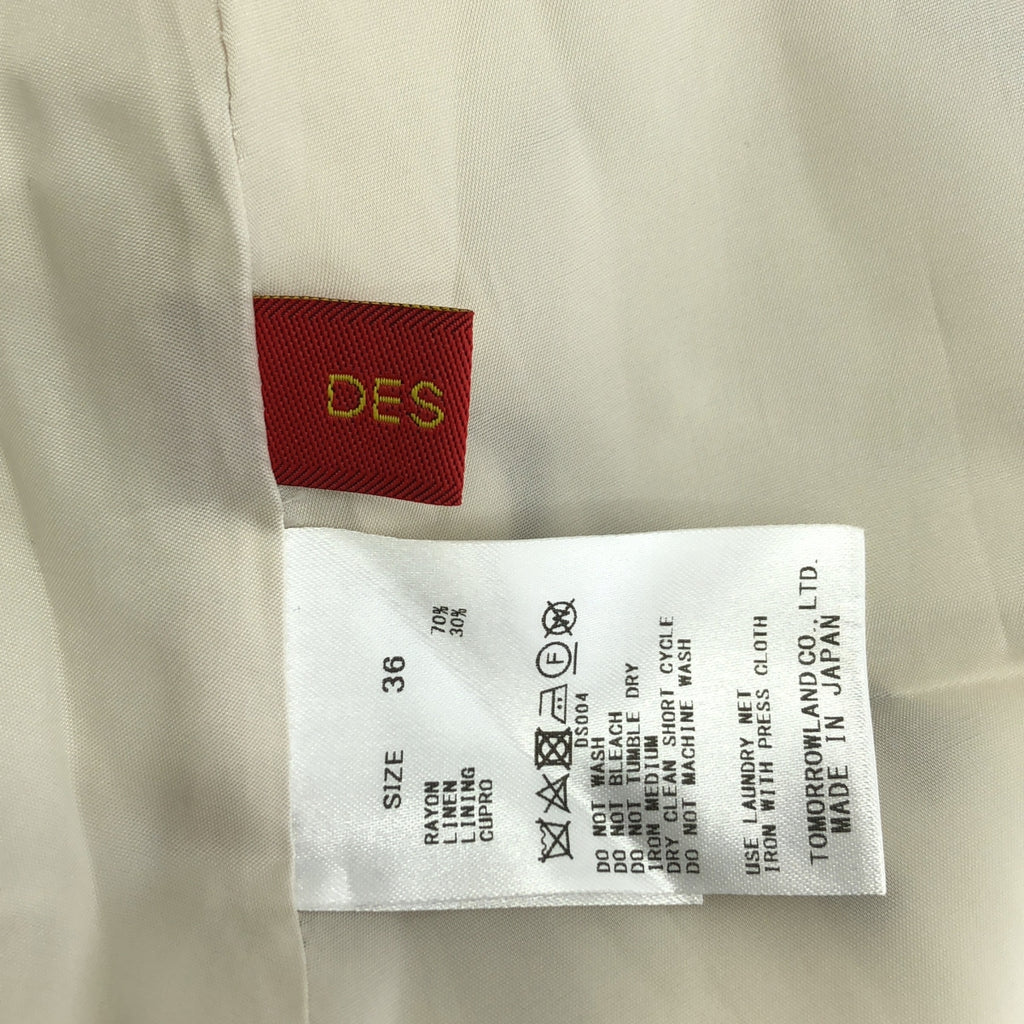 DES
SIZE 36
RAYON 70%
LINEN 30%
LINING
CUPRO
DS004
DO NOT WASH
DO NOT BLEACH
DO NOT TUMBLE DRY
IRON MEDIUM
DRY CLEAN SHORT CYCLE
DO NOT MACHINE WASH
USE LAUNDRY NET
IRON WITH PRESS CLOTH
TOMORROWLAND CO., LTD.
MADE IN JAPAN